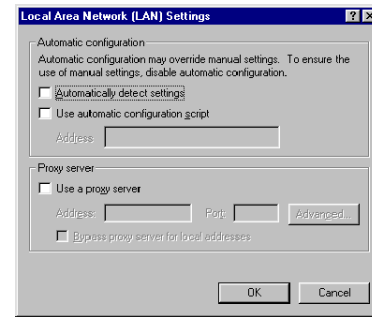 Local Area Network (LAN) Settings
Automatic configuration
Automatic configuration may override manual settings. To ensure the
use of manual settings, disable automatic configuration.
Automatically detect settings
Use automatic configuration script
Address
Proxy server
Use a proxy server
Address: Port: Advanced...
Bypass proxy server for local addresses
OK Cancel